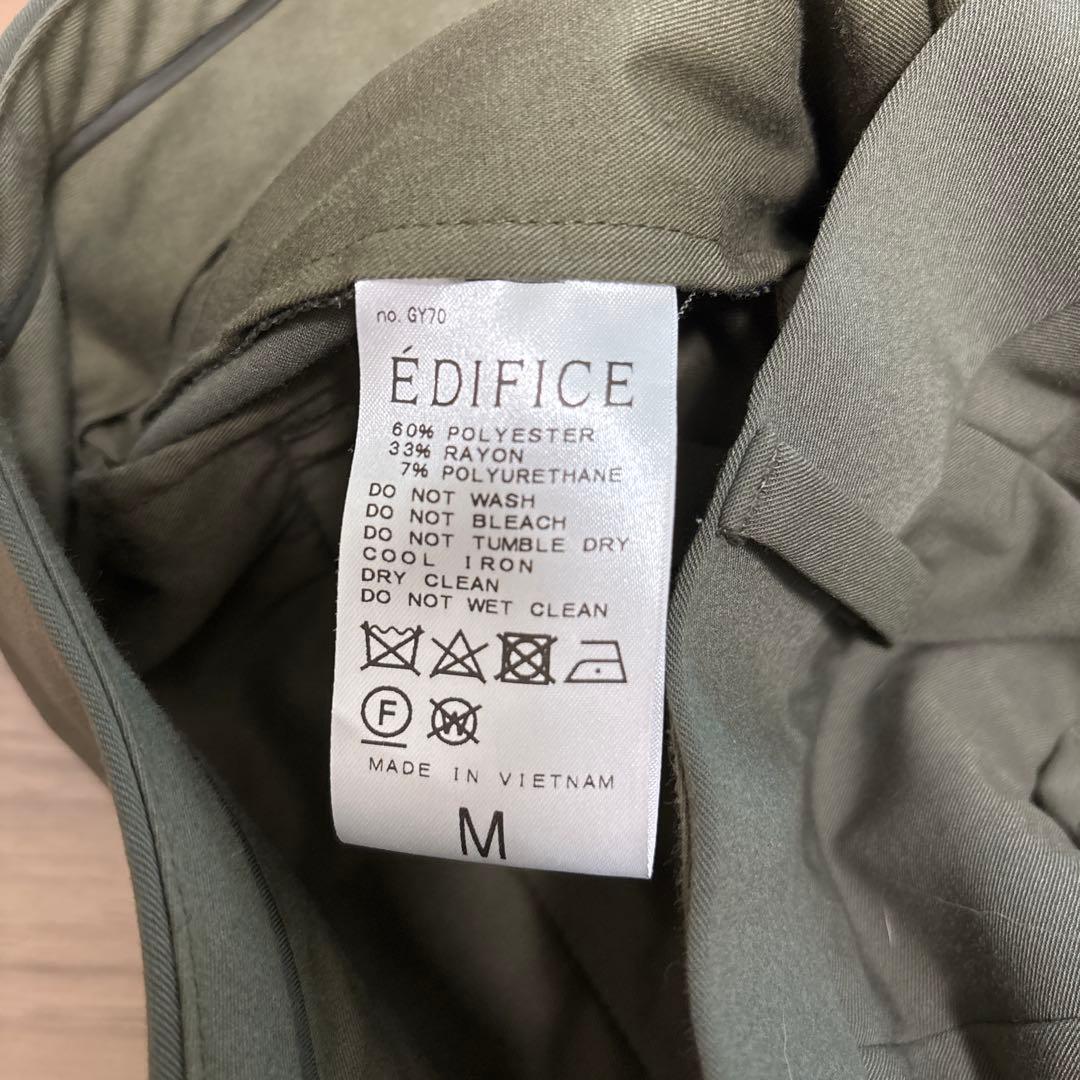 no. GY70
ÉDIFICE
60% POLYESTER
33% RAYON
7% POLYURETHANE
DO NOT WASH
DO NOT BLEACH
DO NOT TUMBLE DRY
COOL IRON
DRY CLEAN
DO NOT WET CLEAN
F W
MADE IN VIETNAM
M